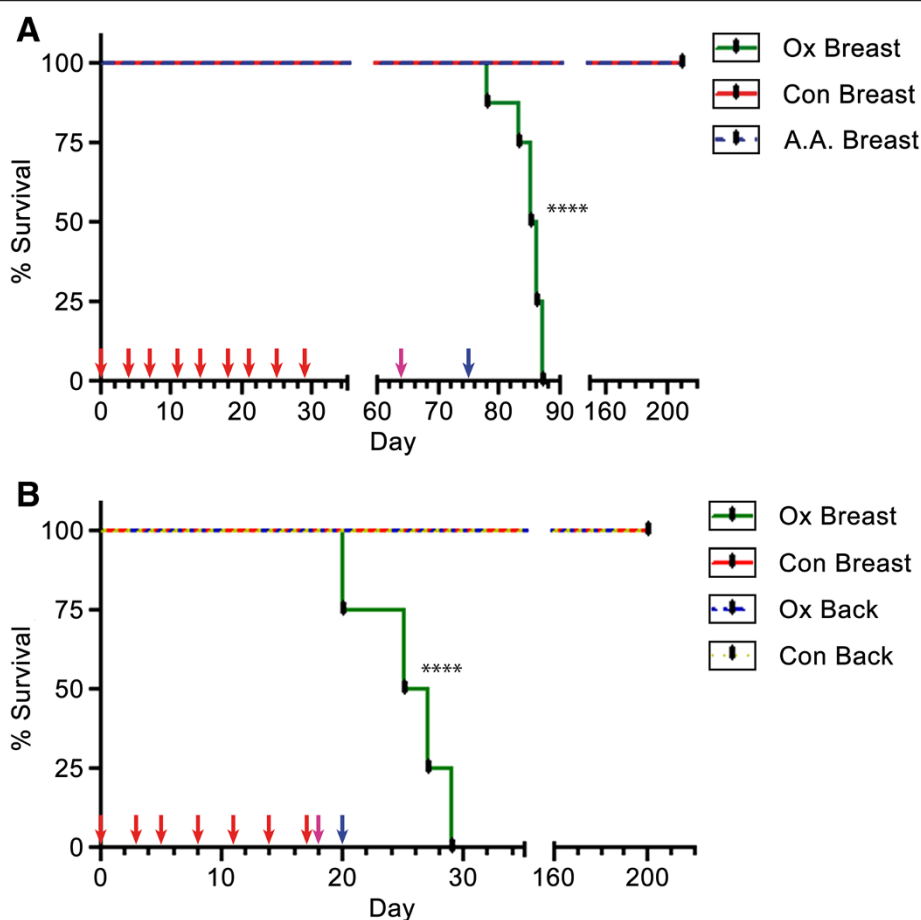 A
% Survival
100
75
50
25
0
****
0 10 20 30 60 70 80 90 160 200
Day
Ox Breast
Con Breast
A.A. Breast
B
% Survival
100
75
50
25
0
****
0 10 20 30 160 200
Day
Ox Breast
Con Breast
Ox Back
Con Back